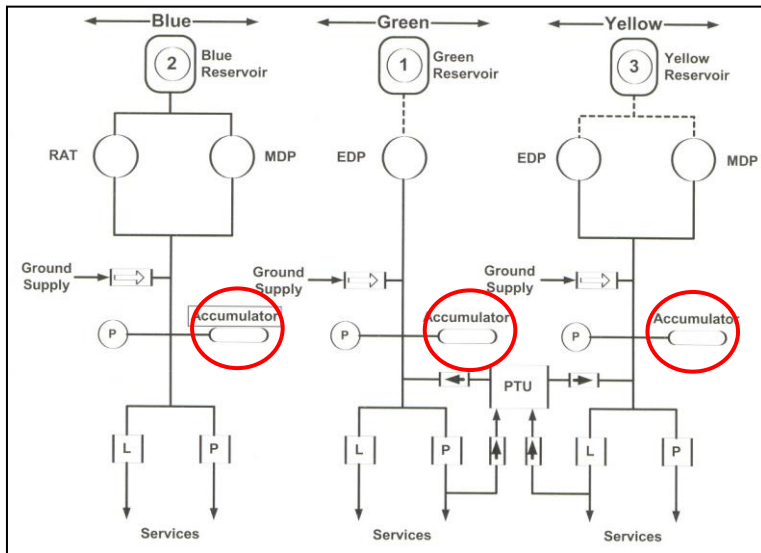 Blue
Green
Yellow
2
Blue
Reservoir
1
Green
Reservoir
3
Yellow
Reservoir
RAT
MDP
EDP
EDP
MDP
Ground
Supply
Ground
Supply
Ground
Supply
Accumulator
Accumulator
Accumulator
P
P
P
PTU
L
P
L
P
L
P
Services
Services
Services